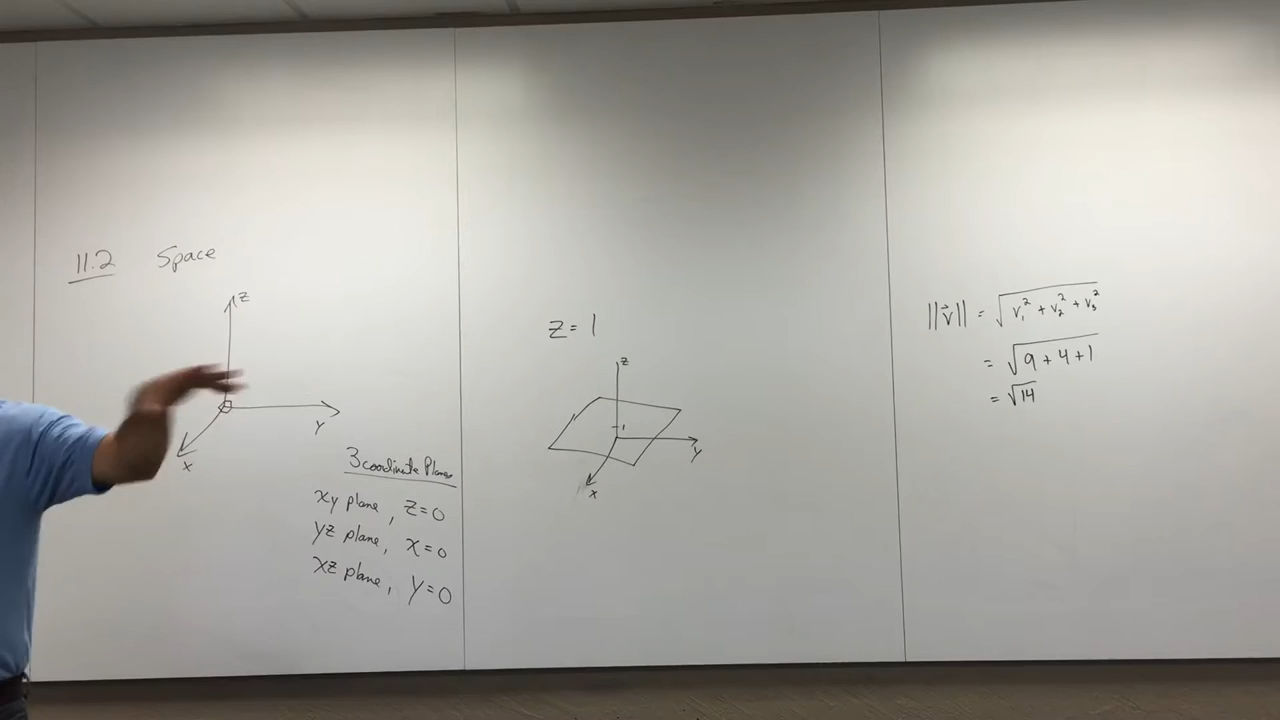 11.2 Space
z
Y
x
3 coordinate Planes
xy plane, z=0
yz plane, x=0
xz plane, y=0
z=1
z
1
y
x
||v⃗|| = √(v₁² + v₂² + v₃²)
= √(9+4+1)
= √14